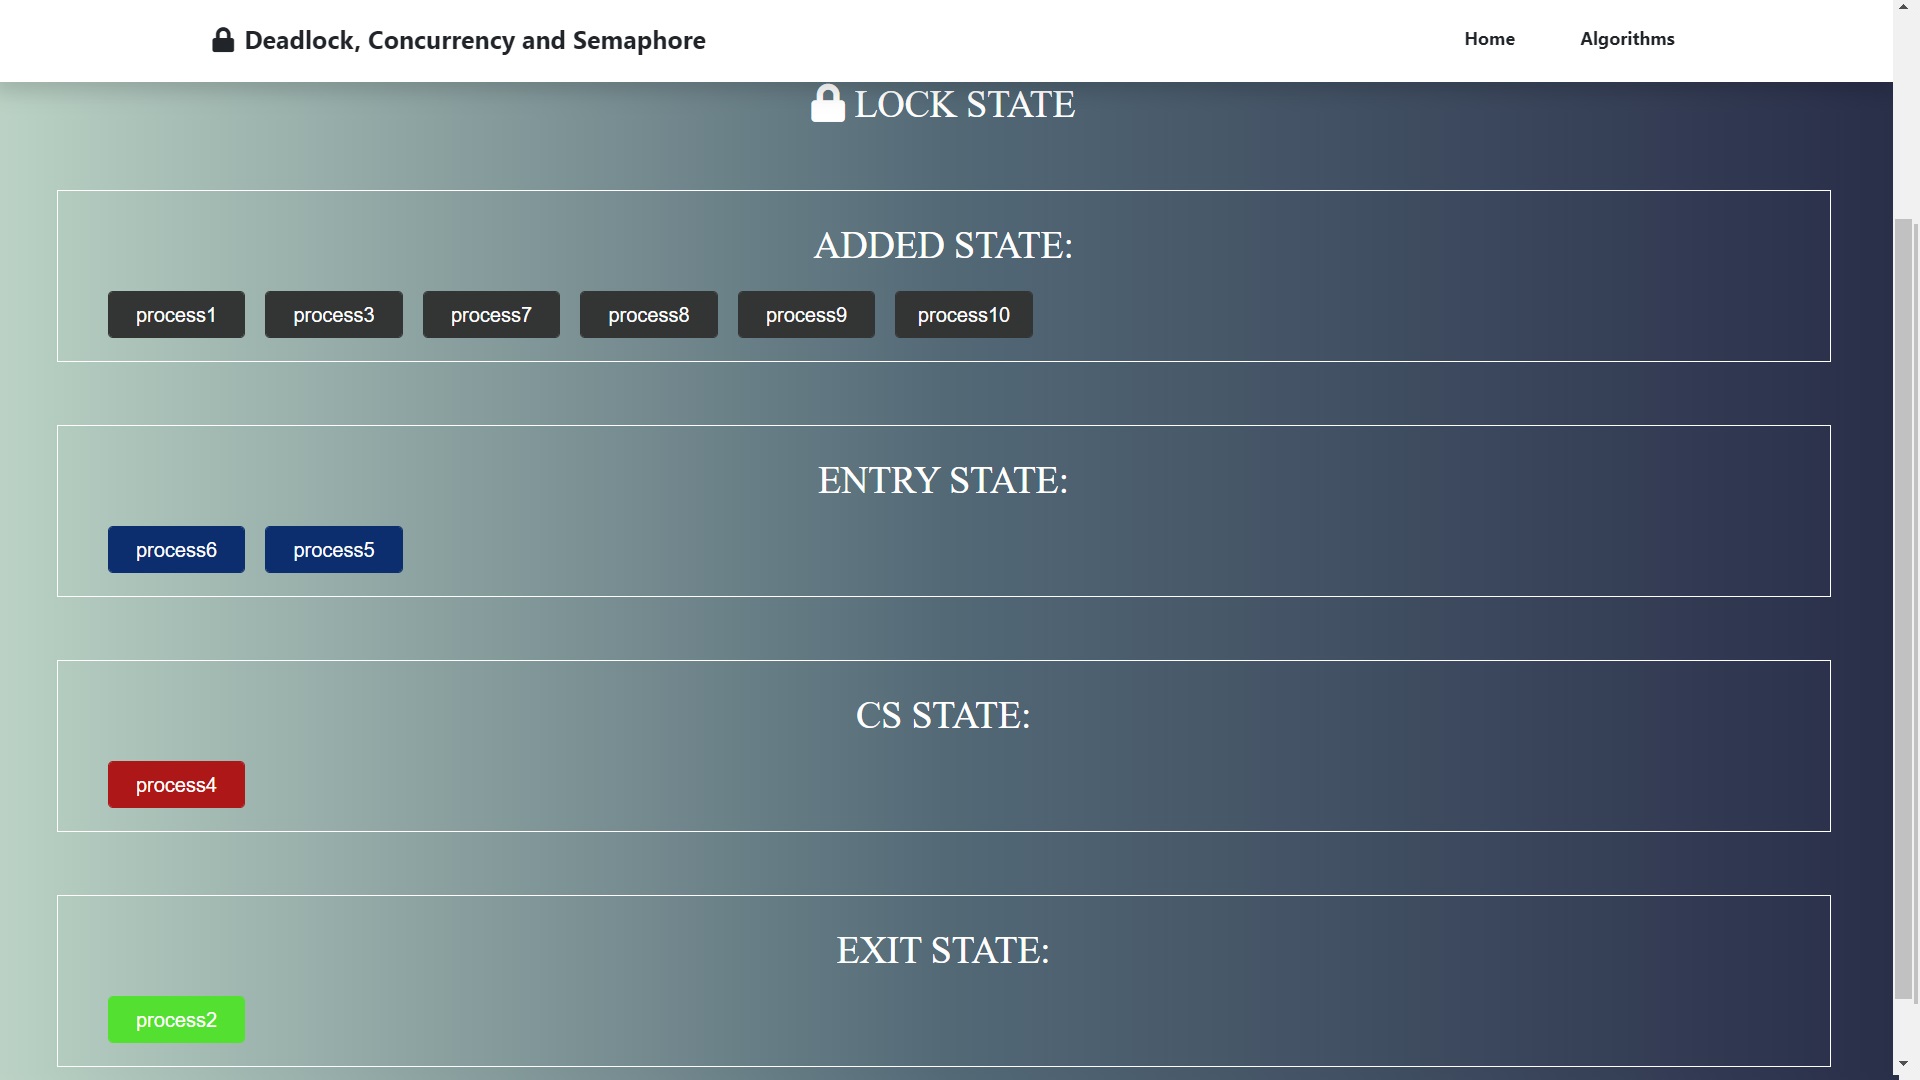 Deadlock, Concurrency and Semaphore Home Algorithms
LOCK STATE
ADDED STATE:
process1 process3 process7 process8 process9 process10
ENTRY STATE:
process6 process5
CS STATE:
process4
EXIT STATE:
process2